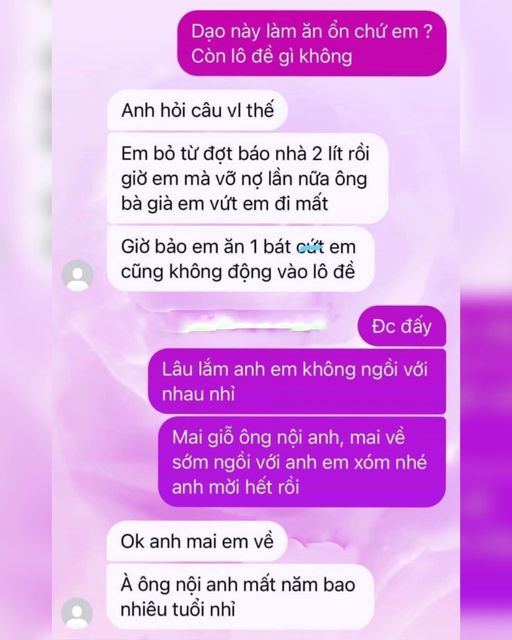 Dạo này làm ăn ổn chứ em ?
Còn lô đề gì không
Anh hỏi câu vl thế
Em bỏ từ đợt báo nhà 2 lít rồi
giờ em mà vỡ nợ lần nữa ông
bà già em vứt em đi mất
Giờ bảo em ăn 1 bát cứt em
cũng không động vào lô đề
Đc đấy
Lâu lắm anh em không ngồi với
nhau nhỉ
Mai giỗ ông nội anh, mai về
sớm ngồi với anh em xóm nhé
anh mời hết rồi
Ok anh mai em về
À ông nội anh mất năm bao
nhiêu tuổi nhỉ